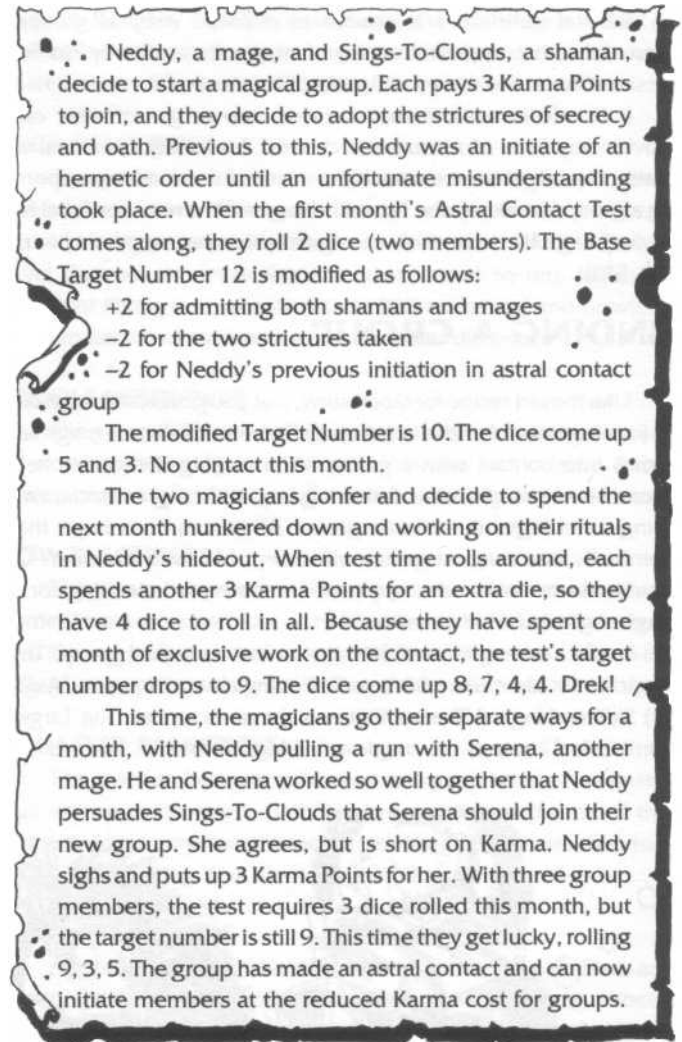 Neddy, a mage, and Sings-To-Clouds, a shaman,
decide to start a magical group. Each pays 3 Karma Points
to join, and they decide to adopt the strictures of secrecy
and oath. Previous to this, Neddy was an initiate of an
hermetic order until an unfortunate misunderstanding
took place. When the first month's Astral Contact Test
comes along, they roll 2 dice (two members). The Base
Target Number 12 is modified as follows:
+2 for admitting both shamans and mages
–2 for the two strictures taken
–2 for Neddy's previous initiation in astral contact
group
The modified Target Number is 10. The dice come up
5 and 3. No contact this month.
The two magicians confer and decide to spend the
next month hunkered down and working on their rituals
in Neddy's hideout. When test time rolls around, each
spends another 3 Karma Points for an extra die, so they
have 4 dice to roll in all. Because they have spent one
month of exclusive work on the contact, the test's target
number drops to 9. The dice come up 8, 7, 4, 4. Drek!
This time, the magicians go their separate ways for a
month, with Neddy pulling a run with Serena, another
mage. He and Serena worked so well together that Neddy
persuades Sings-To-Clouds that Serena should join their
new group. She agrees, but is short on Karma. Neddy
sighs and puts up 3 Karma Points for her. With three group
members, the test requires 3 dice rolled this month, but
the target number is still 9. This time they get lucky, rolling
9, 3, 5. The group has made an astral contact and can now
initiate members at the reduced Karma cost for groups.